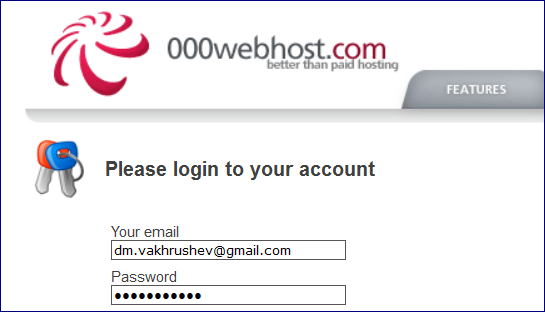 000webhost.com
better than paid hosting
FEATURES
Please login to your account
Your email
dm.vakhrushev@gmail.com
Password
●●●●●●●●●●●